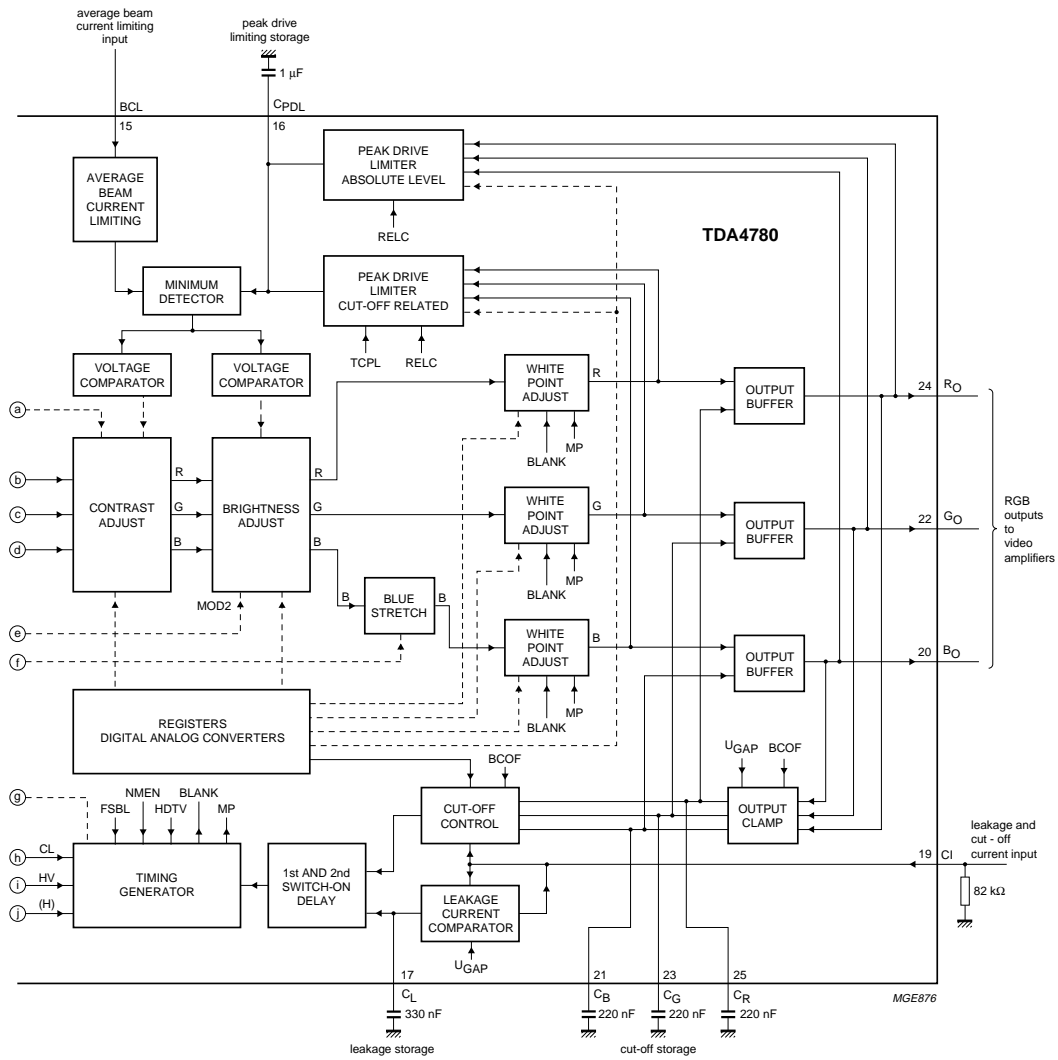 average beam
current limiting
input
peak drive
limiting storage
1 μF
BCL
CPDL
15
16
PEAK DRIVE
LIMITER
ABSOLUTE LEVEL
AVERAGE
BEAM
CURRENT
LIMITING
RELC
TDA4780
PEAK DRIVE
LIMITER
CUT-OFF RELATED
MINIMUM
DETECTOR
TCPL
RELC
VOLTAGE
COMPARATOR
VOLTAGE
COMPARATOR
WHITE
POINT
ADJUST
R
OUTPUT
BUFFER
24
RO
a
MP
BLANK
b
R
R
c
CONTRAST
ADJUST
G
BRIGHTNESS
ADJUST
G
WHITE
POINT
ADJUST
G
OUTPUT
BUFFER
22
GO
RGB
outputs
to
video
amplifiers
d
B
B
MP
BLANK
MOD2
B
BLUE
STRETCH
B
e
f
WHITE
POINT
ADJUST
B
OUTPUT
BUFFER
20
BO
MP
BLANK
REGISTERS
DIGITAL ANALOG CONVERTERS
BCOF
UGAP
BCOF
g
NMEN
BLANK
FSBL
HDTV
MP
CUT-OFF
CONTROL
OUTPUT
CLAMP
leakage and
cut - off
current input
h
CL
19
CI
i
HV
TIMING
GENERATOR
1st AND 2nd
SWITCH-ON
DELAY
82 kΩ
j
(H)
LEAKAGE
CURRENT
COMPARATOR
UGAP
17
21
23
25
CL
CB
CG
CR
MGE876
330 nF
220 nF
220 nF
220 nF
leakage storage
cut-off storage